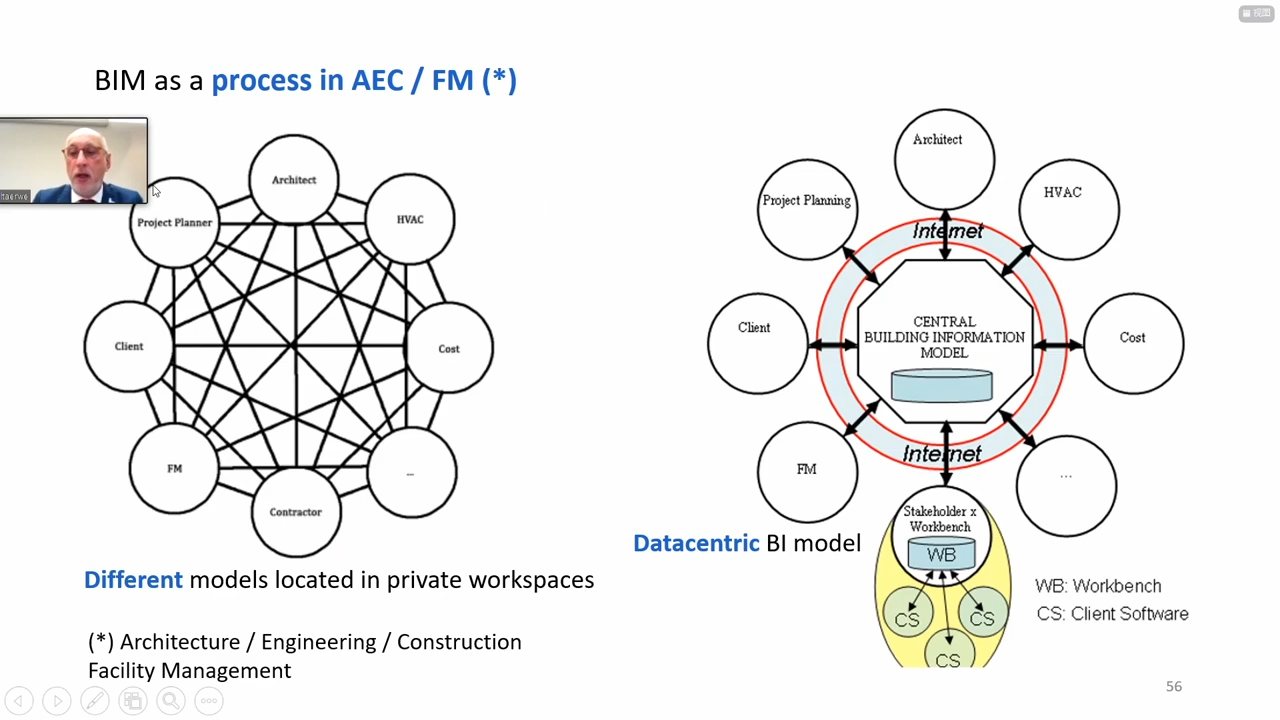 视图
BIM as a process in AEC / FM (*)
Architect
Project Planner
HVAC
Client
Cost
FM
...
Contractor
Different models located in private workspaces
(*) Architecture / Engineering / Construction
Facility Management
Architect
Project Planning
HVAC
Internet
Client
CENTRAL
BUILDING INFORMATION
MODEL
Cost
FM
Internet
...
Stakeholder x
Workbench
WB
CS
CS
CS
Datacentric BI model
WB: Workbench
CS: Client Software
56